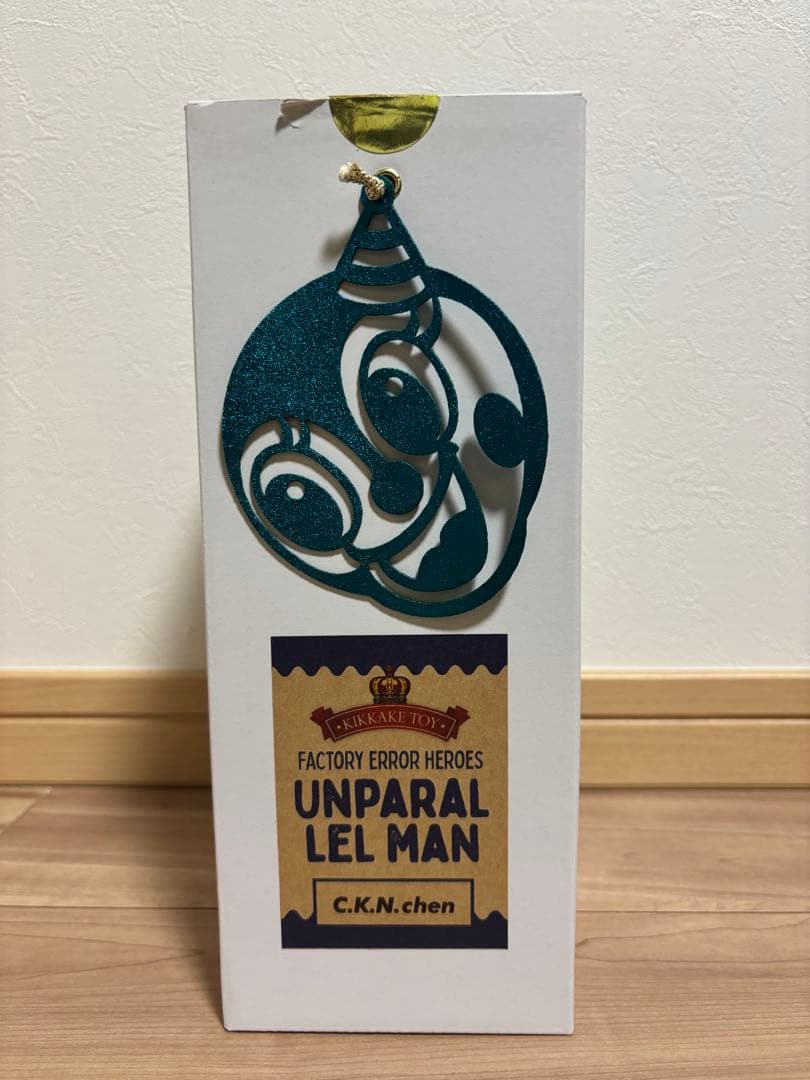 KIKKAKE TOY
FACTORY ERROR HEROES
UNPARAL
LEL MAN
C.K.N.chen